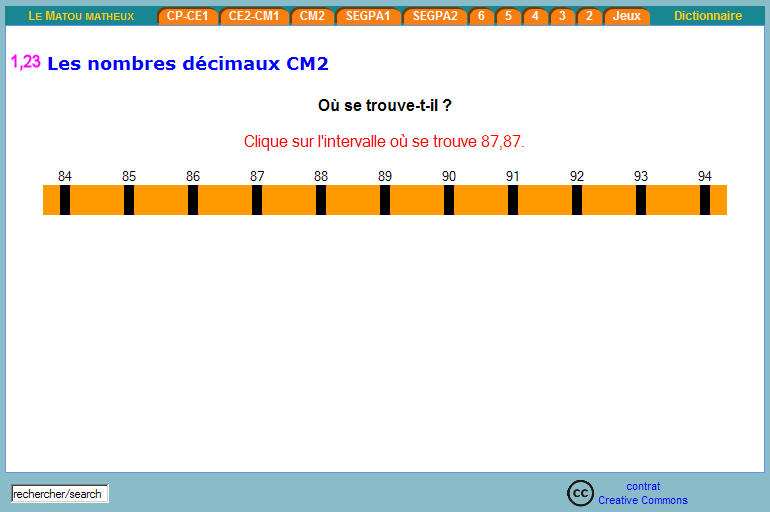 LE MATOU MATHEUX CP-CE1 CE2-CM1 CM2 SEGPA1 SEGPA2 6 5 4 3 2 Jeux Dictionnaire
1,23 Les nombres décimaux CM2
Où se trouve-t-il ?
Clique sur l'intervalle où se trouve 87,87.
84 85 86 87 88 89 90 91 92 93 94
rechercher/search
cc
contrat
Creative Commons